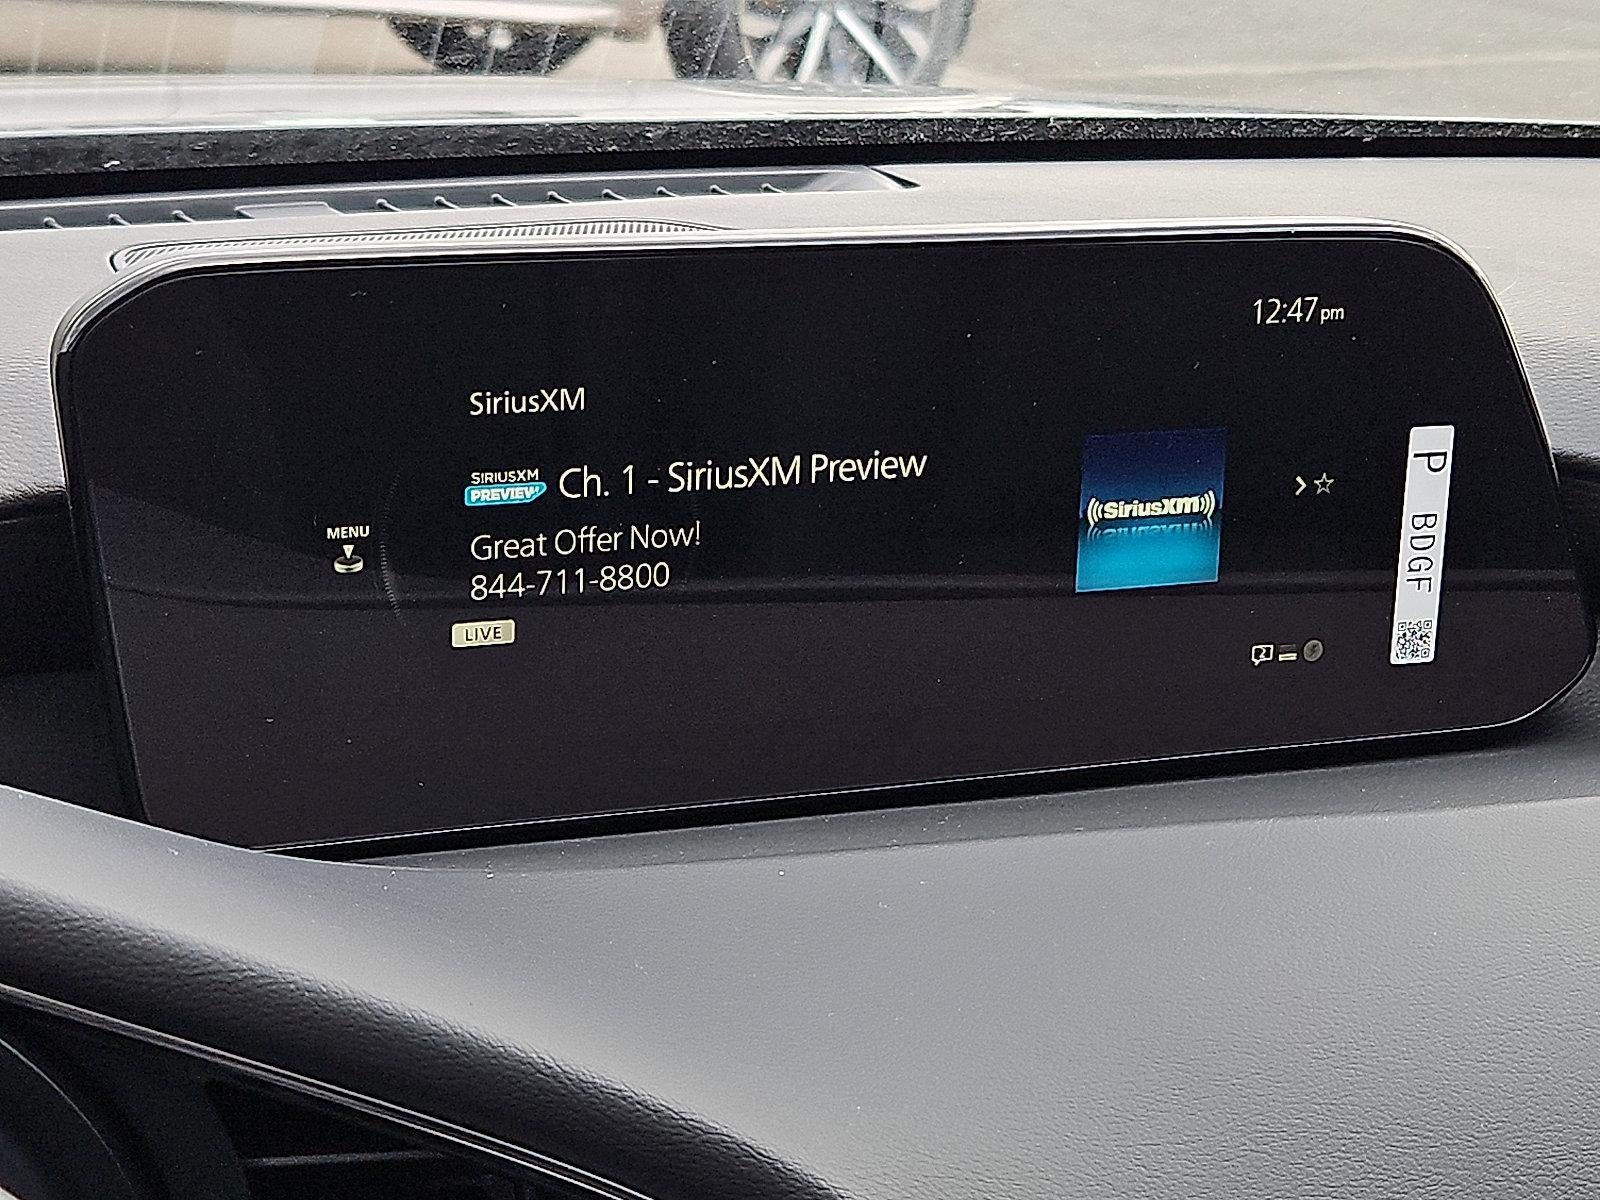 12:47pm
SiriusXM
SIRIUSXM
PREVIEW
Ch. 1 - SiriusXM Preview
Great Offer Now!
844-711-8800
LIVE
MENU
((SiriusXM))
P BDGF
2